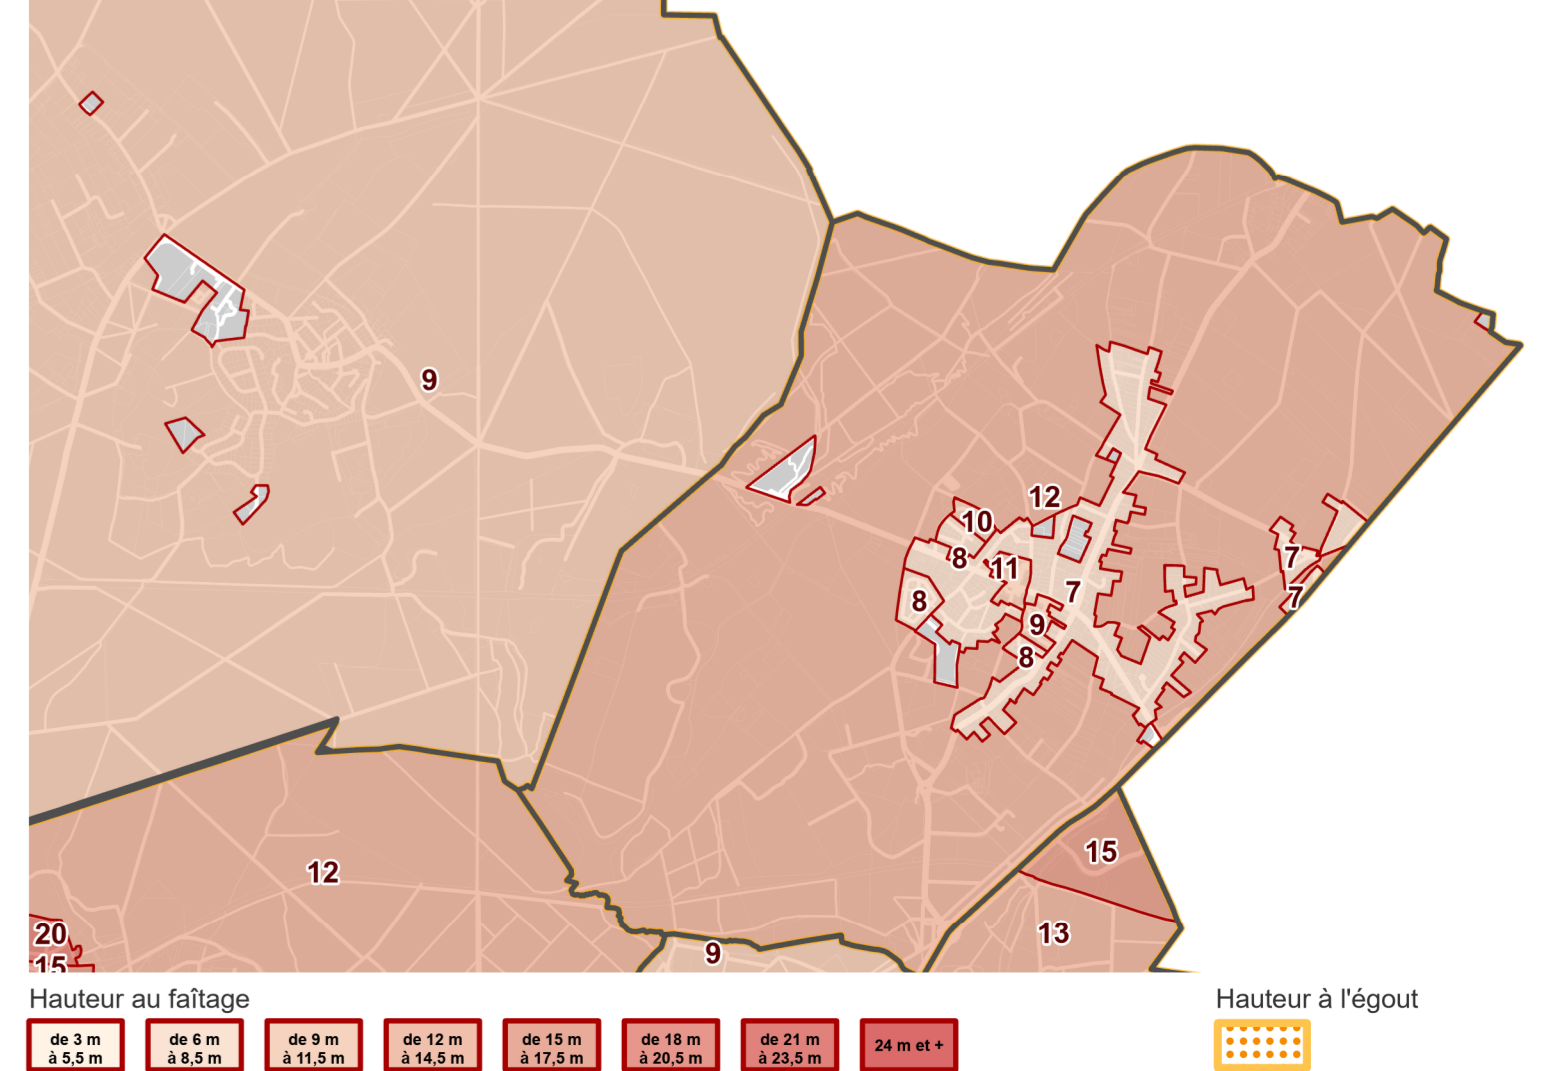 9
12
10
8
11
7
7
8
7
9
8
15
12
20
13
9
15
Hauteur au faîtage
Hauteur à l'égout
de 3 m
à 5,5 m
de 6 m
à 8,5 m
de 9 m
à 11,5 m
de 12 m
à 14,5 m
de 15 m
à 17,5 m
de 18 m
à 20,5 m
de 21 m
à 23,5 m
24 m et +